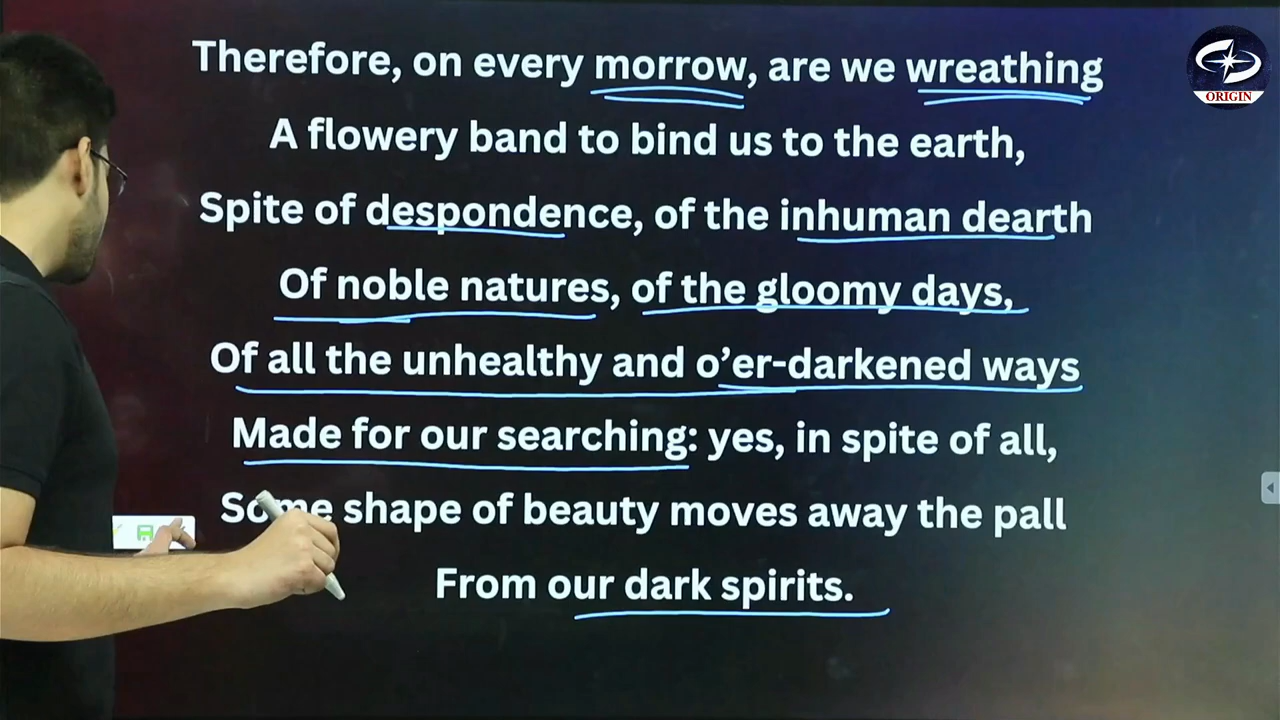 Therefore, on every morrow, are we wreathing
A flowery band to bind us to the earth,
Spite of despondence, of the inhuman dearth
Of noble natures, of the gloomy days,
Of all the unhealthy and o’er-darkened ways
Made for our searching: yes, in spite of all,
Some shape of beauty moves away the pall
From our dark spirits.
ORIGIN